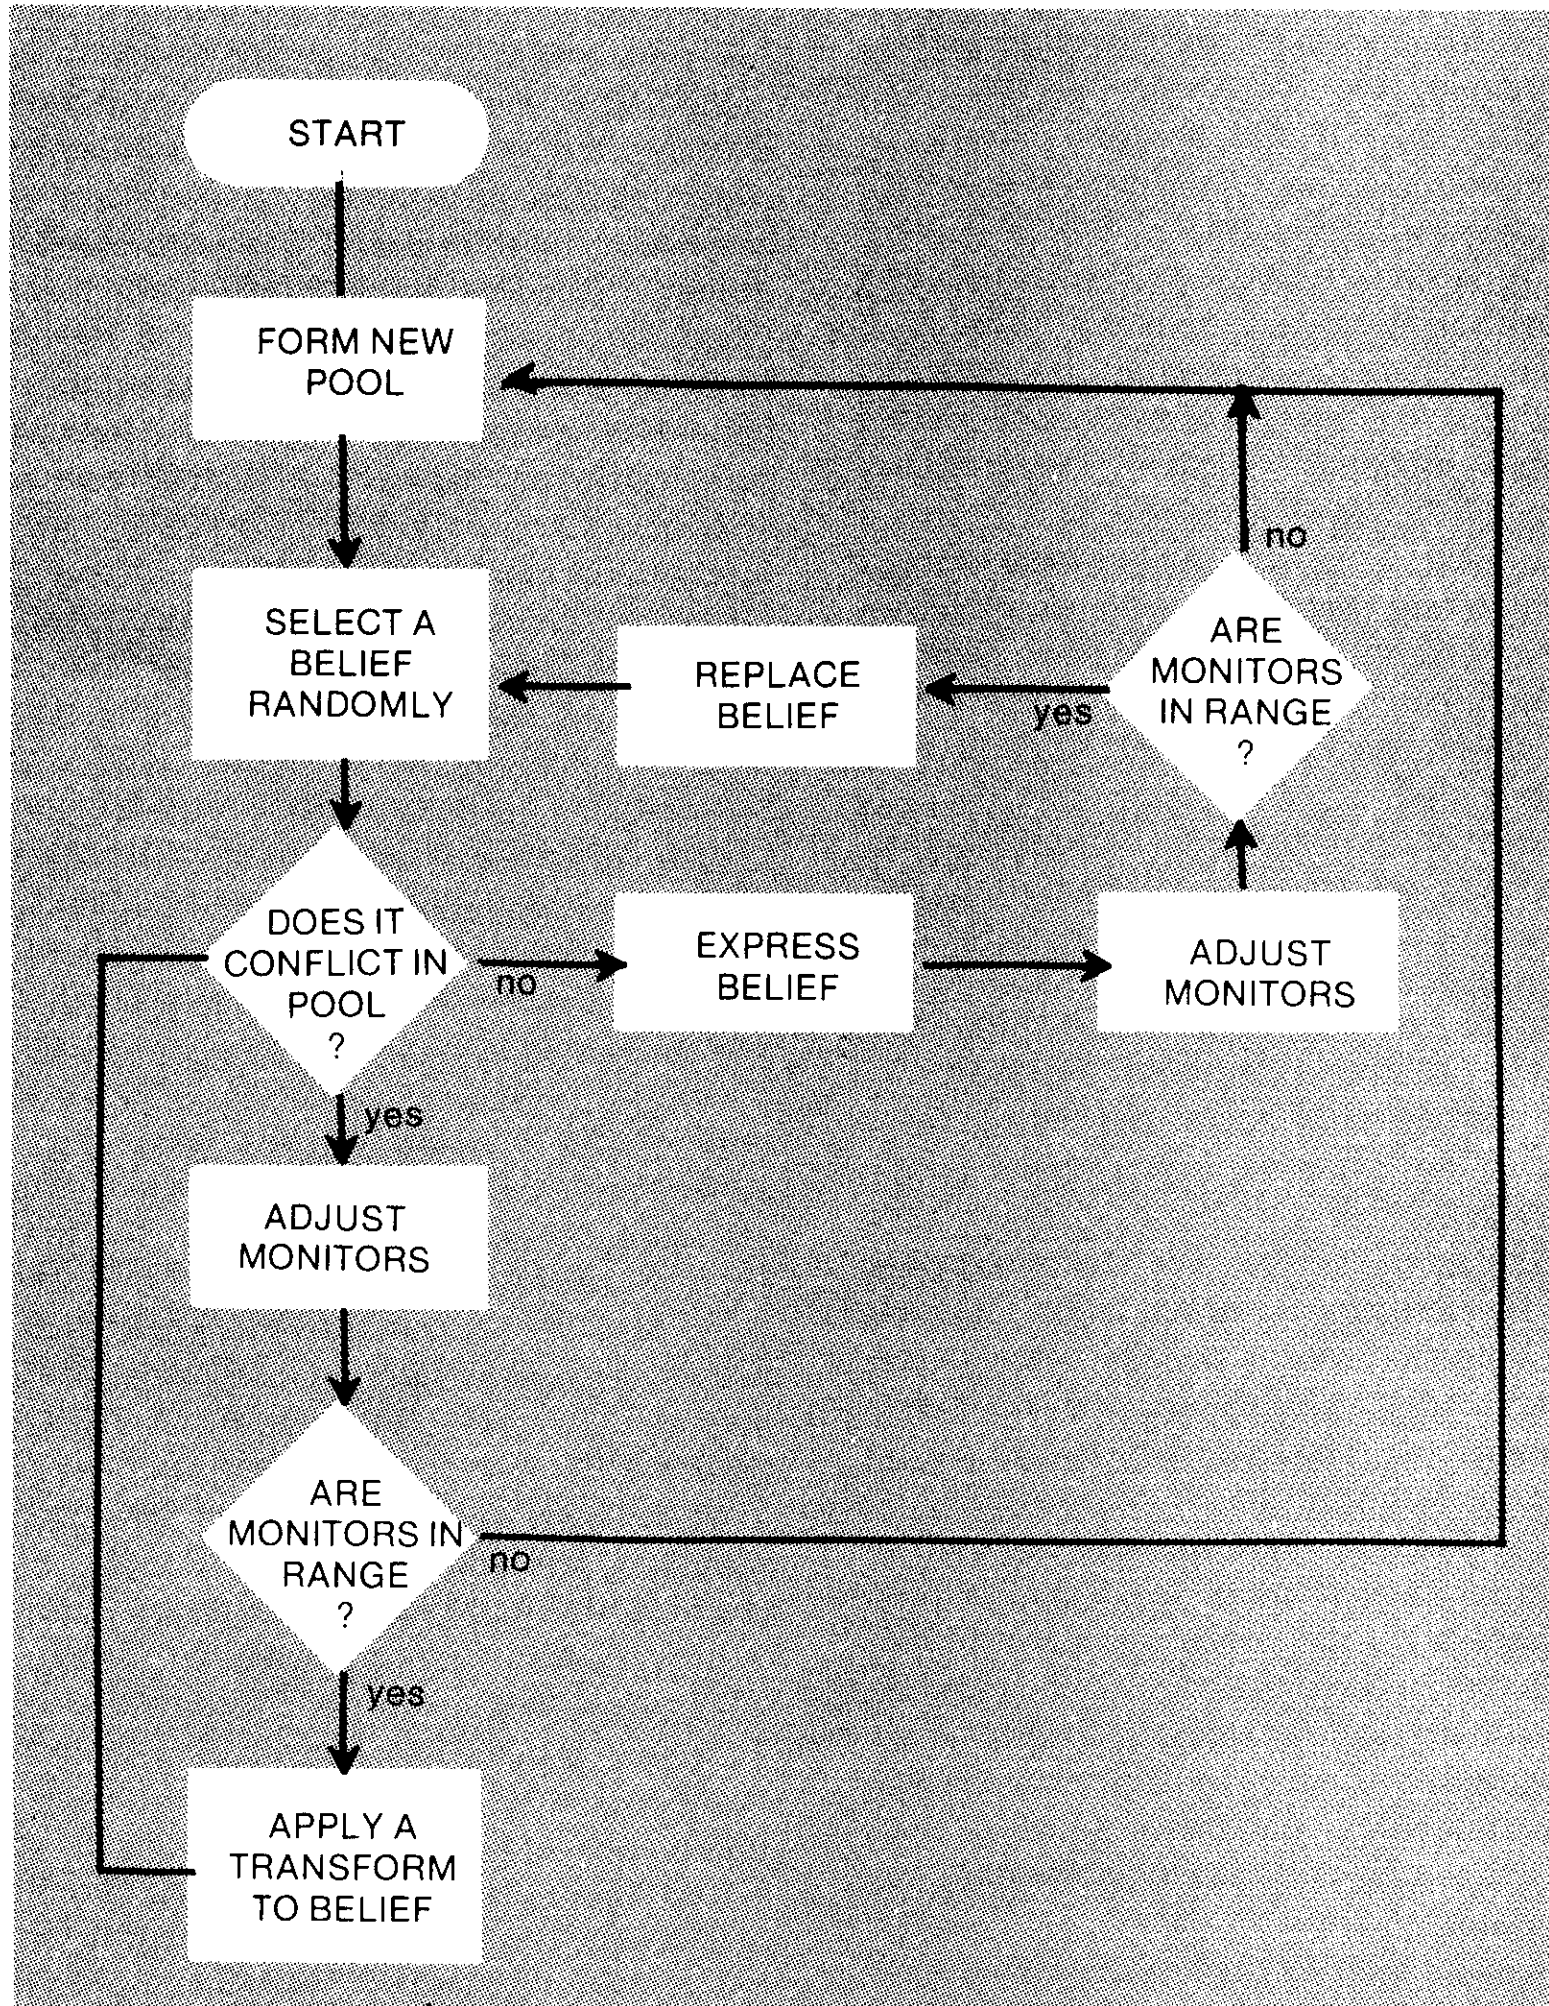 START
FORM NEW
POOL
no
SELECT A
BELIEF
RANDOMLY
REPLACE
BELIEF
yes
ARE
MONITORS
IN RANGE
?
DOES IT
CONFLICT IN
POOL
?
no
EXPRESS
BELIEF
ADJUST
MONITORS
yes
ADJUST
MONITORS
ARE
MONITORS IN
RANGE
?
no
yes
APPLY A
TRANSFORM
TO BELIEF